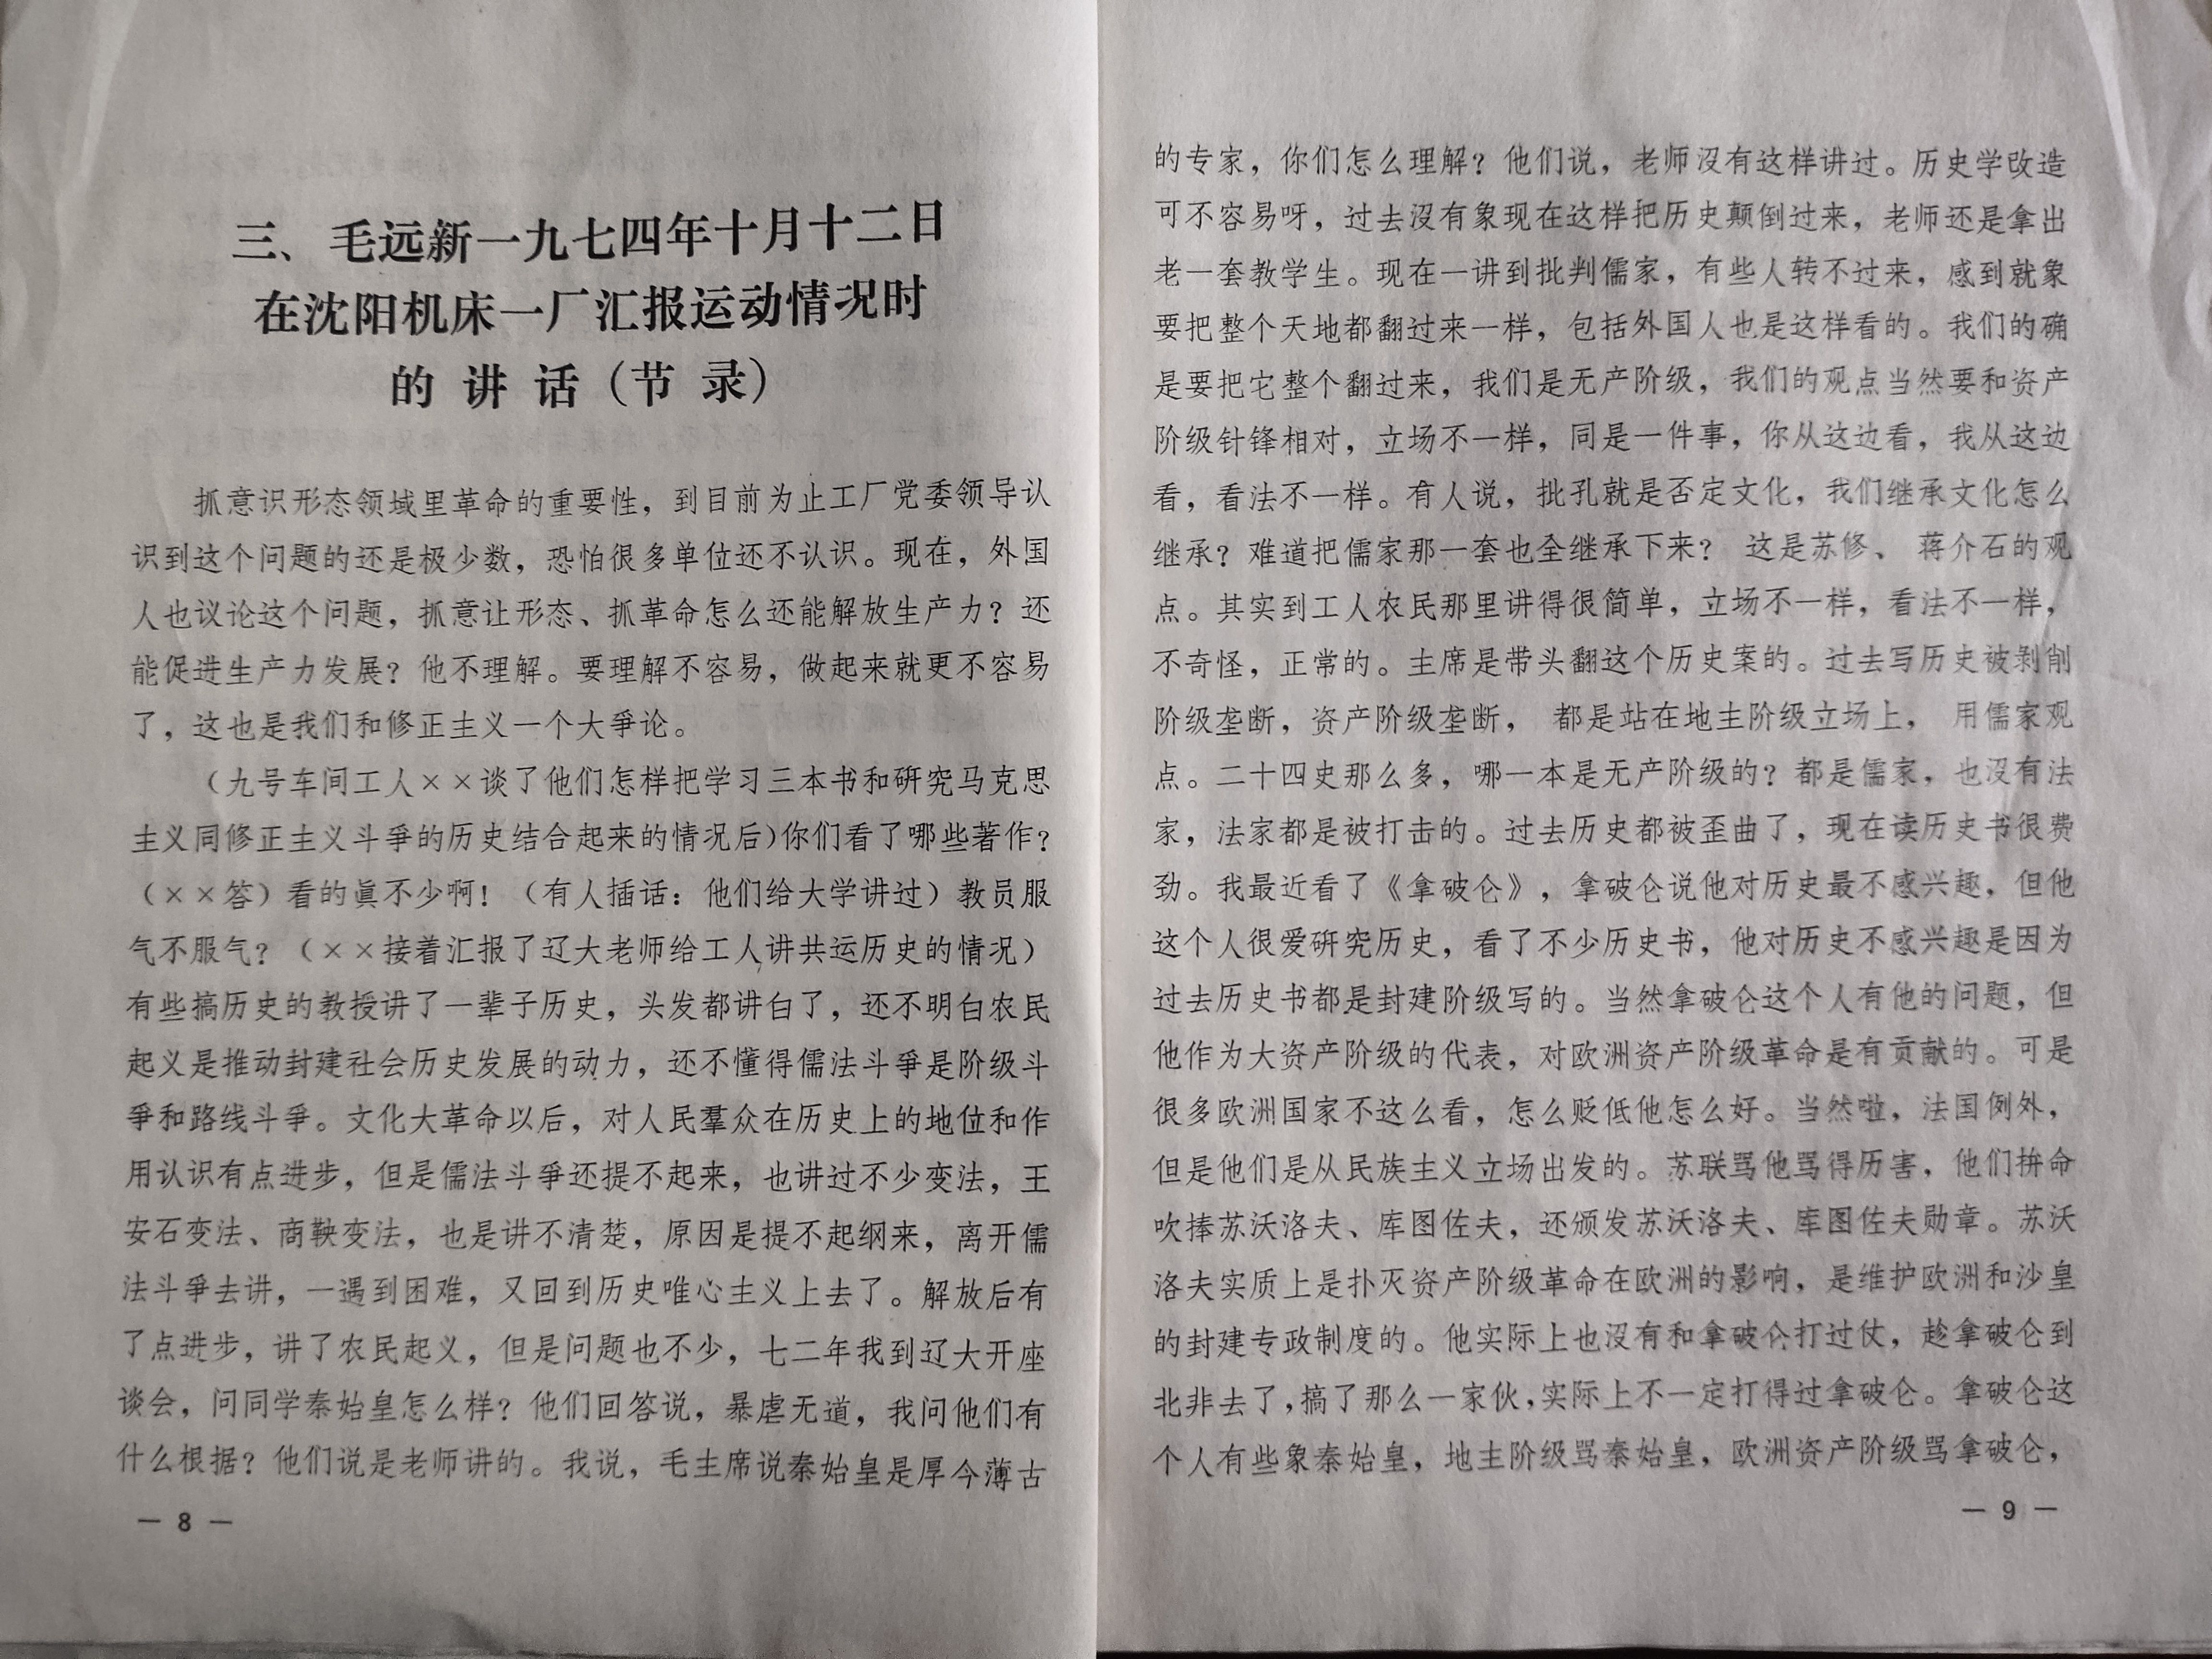 三、毛远新一九七四年十月十二日
在沈阳机床一厂汇报运动情况时
的讲话（节录）
抓意识形态领域里革命的重要性，到目前为止工厂党委领导认
识到这个问题的还是极少数，恐怕很多单位还不认识。现在，外国
人也议论这个问题，抓意让形态、抓革命怎么还能解放生产力？还
能促进生产力发展？他不理解。要理解不容易，做起来就更不容易
了，这也是我们和修正主义一个大爭论。
（九号车间工人××谈了他们怎样把学习三本书和研究马克思
主义同修正主义斗爭的历史结合起来的情况后)你们看了哪些著作？
（××答）看的眞不少啊！（有人插话：他们给大学讲过）教员服
气不服气？（××接着汇报了辽大老师给工人讲共运历史的情况）
有些搞历史的教授讲了一辈子历史，头发都讲白了，还不明白农民
起义是推动封建社会历史发展的动力，还不懂得儒法斗爭是阶级斗
爭和路线斗爭。文化大革命以后，对人民羣众在历史上的地位和作
用认识有点进步，但是儒法斗爭还提不起来，也讲过不少变法，王
安石变法、商鞅变法，也是讲不清楚，原因是提不起纲来，离开儒
法斗爭去讲，一遇到困难，又回到历史唯心主义上去了。解放后有
了点进步，讲了农民起义，但是问题也不少，七二年我到辽大开座
谈会，问同学秦始皇怎么样？他们回答说，暴虐无道，我问他们有
什么根据？他们说是老师讲的。我说，毛主席说秦始皇是厚今薄古
— 8 —
的专家，你们怎么理解？他们说，老师沒有这样讲过。历史学改造
可不容易呀，过去沒有象现在这样把历史颠倒过来，老师还是拿出
老一套教学生。现在一讲到批判儒家，有些人转不过来，感到就象
要把整个天地都翻过来一样，包括外国人也是这样看的。我们的确
是要把它整个翻过来，我们是无产阶级，我们的观点当然要和资产
阶级针锋相对，立场不一样，同是一件事，你从这边看，我从这边
看，看法不一样。有人说，批孔就是否定文化，我们继承文化怎么
继承？难道把儒家那一套也全继承下来？ 这是苏修、 蒋介石的观
点。其实到工人农民那里讲得很简单，立场不一样，看法不一样，
不奇怪，正常的。主席是带头翻这个历史案的。过去写历史被剥削
阶级垄断，资产阶级垄断， 都是站在地主阶级立场上， 用儒家观
点。二十四史那么多，哪一本是无产阶级的？都是儒家，也沒有法
家，法家都是被打击的。过去历史都被歪曲了，现在读历史书很费
劲。我最近看了《拿破仑》，拿破仑说他对历史最不感兴趣，但他
这个人很爱研究历史，看了不少历史书，他对历史不感兴趣是因为
过去历史书都是封建阶级写的。当然拿破仑这个人有他的问题，但
他作为大资产阶级的代表，对欧洲资产阶级革命是有贡献的。可是
很多欧洲国家不这么看，怎么贬低他怎么好。当然啦，法国例外，
但是他们是从民族主义立场出发的。苏联骂他骂得历害，他们拚命
吹捧苏沃洛夫、库图佐夫，还颁发苏沃洛夫、库图佐夫勋章。苏沃
洛夫实质上是扑灭资产阶级革命在欧洲的影响，是维护欧洲和沙皇
的封建专政制度的。他实际上也沒有和拿破仑打过仗，趁拿破仑到
北非去了，搞了那么一家伙，实际上不一定打得过拿破仑。拿破仑这
个人有些象秦始皇，地主阶级骂秦始皇，欧洲资产阶级骂拿破仑，
— 9 —